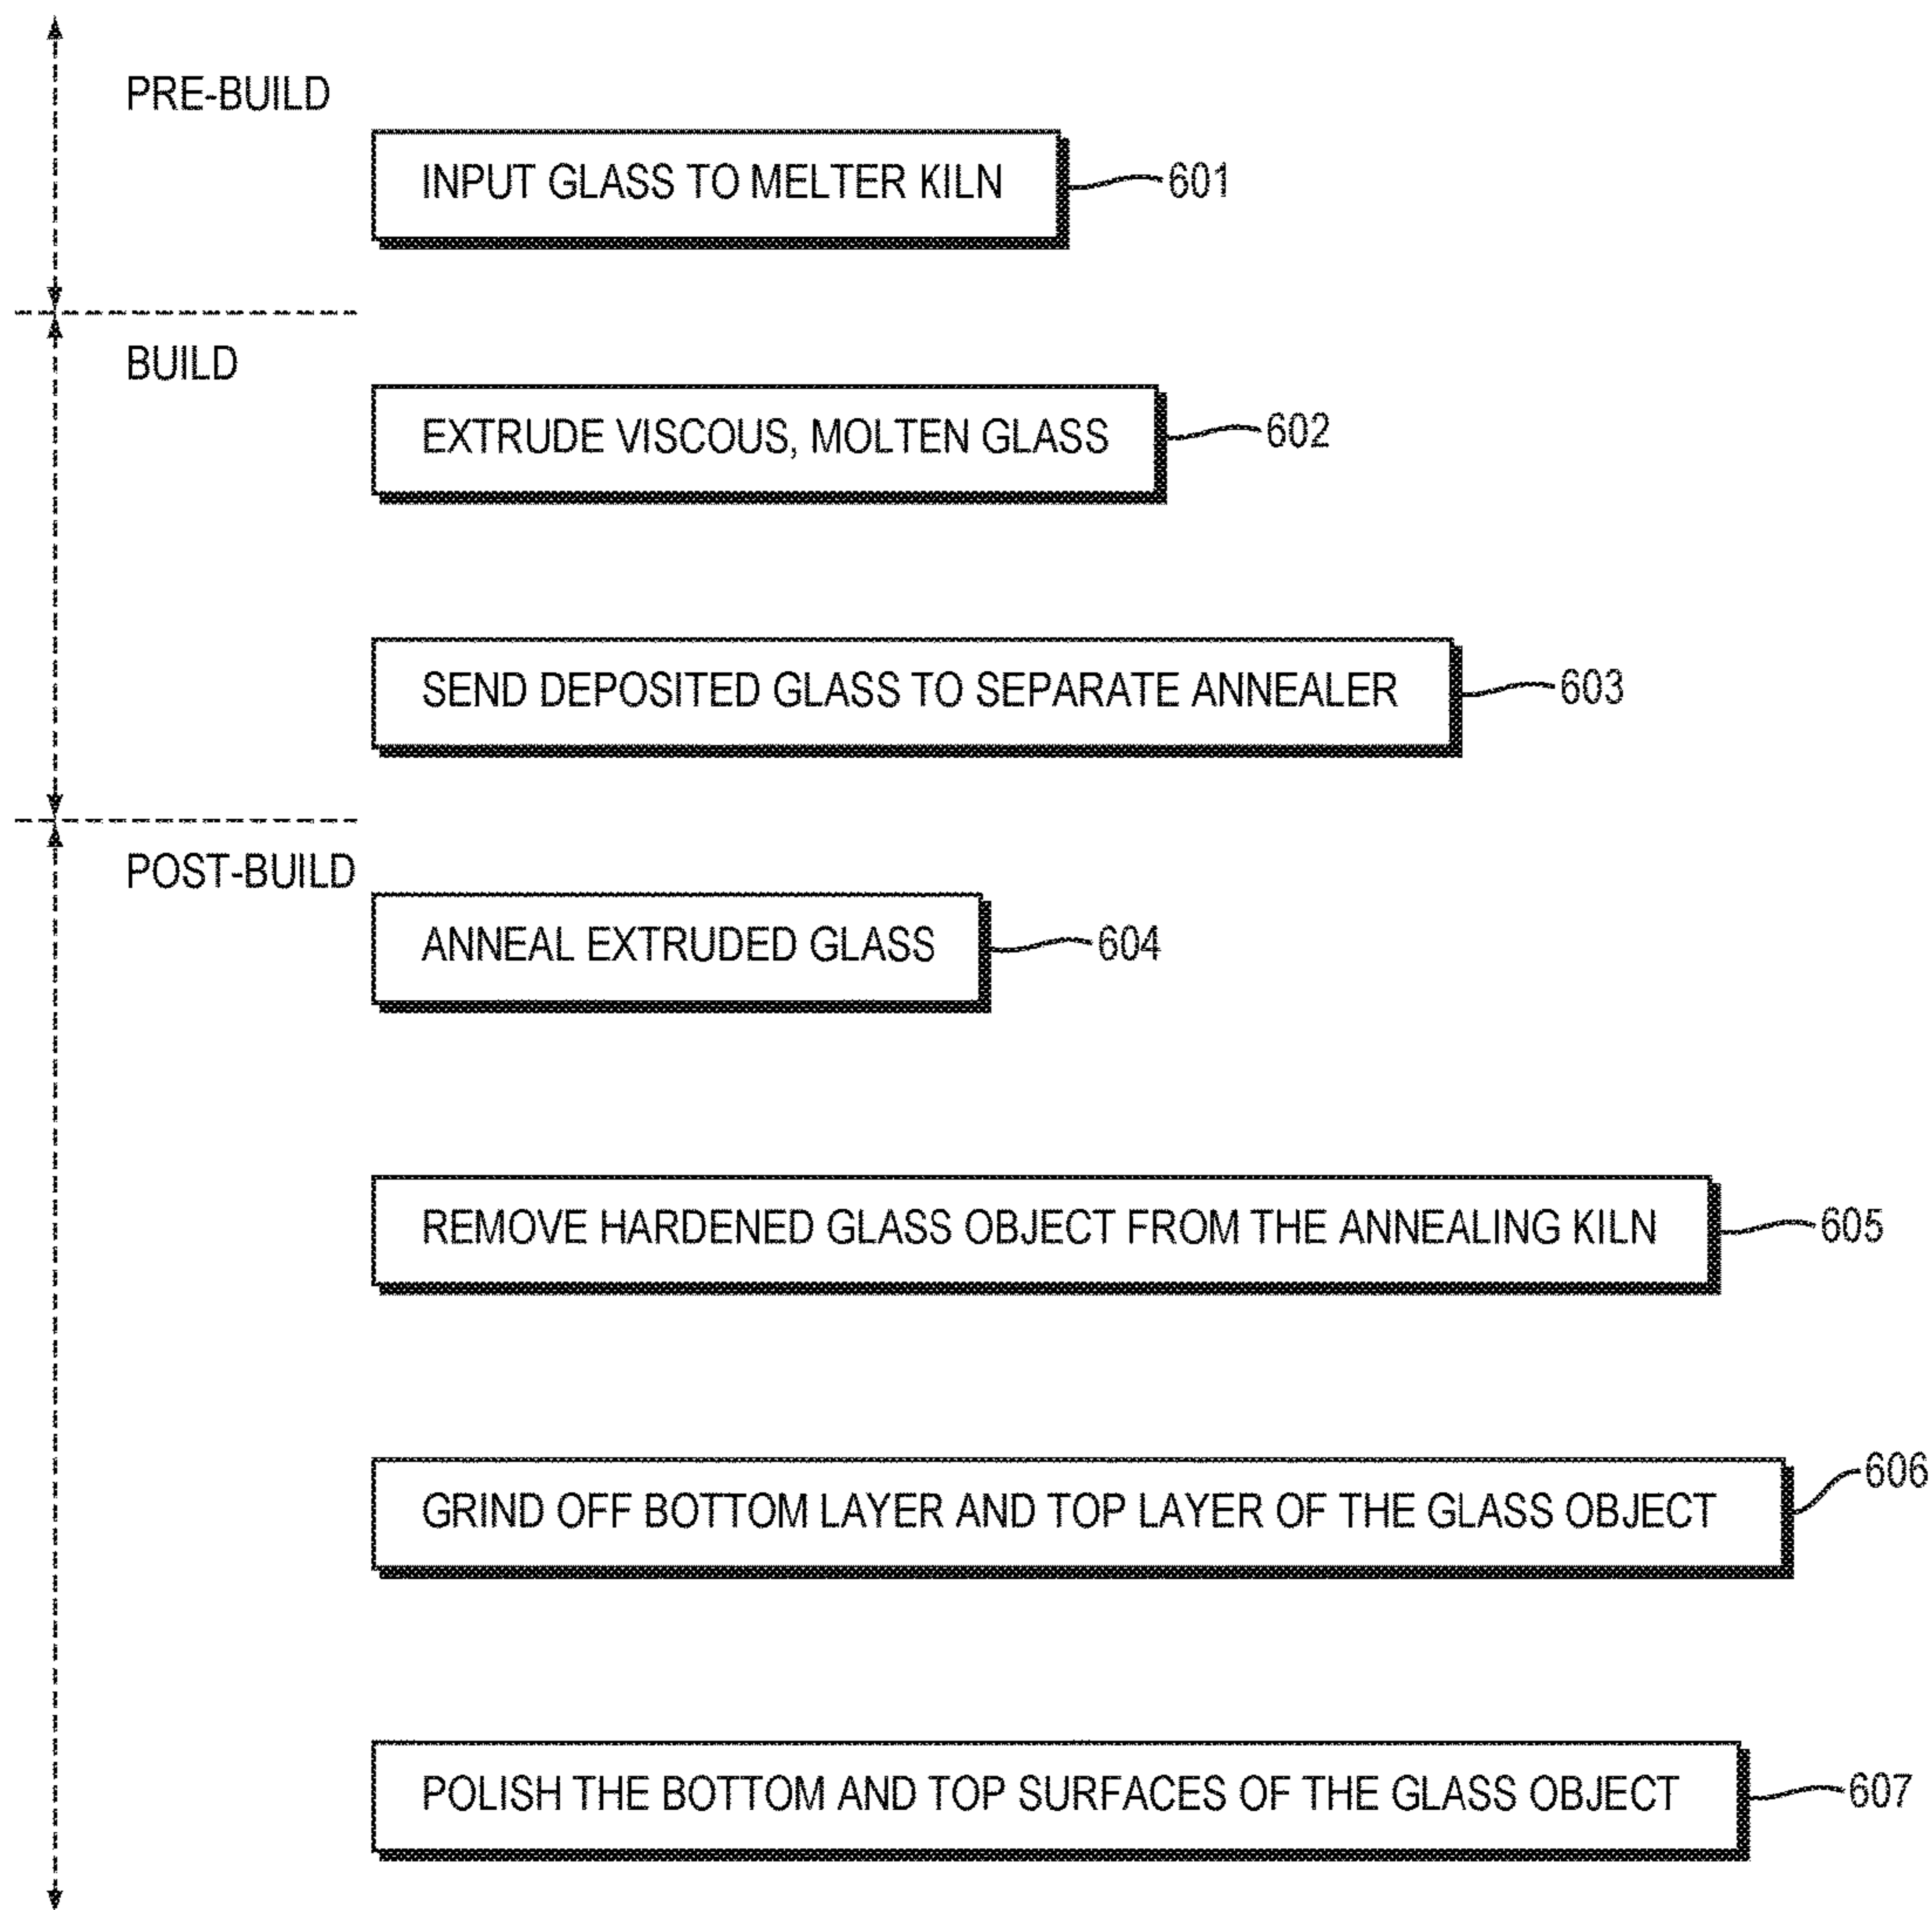 PRE-BUILD
INPUT GLASS TO MELTER KILN
601
BUILD
EXTRUDE VISCOUS, MOLTEN GLASS
602
SEND DEPOSITED GLASS TO SEPARATE ANNEALER
603
POST-BUILD
ANNEAL EXTRUDED GLASS
604
REMOVE HARDENED GLASS OBJECT FROM THE ANNEALING KILN
605
GRIND OFF BOTTOM LAYER AND TOP LAYER OF THE GLASS OBJECT
606
POLISH THE BOTTOM AND TOP SURFACES OF THE GLASS OBJECT
607